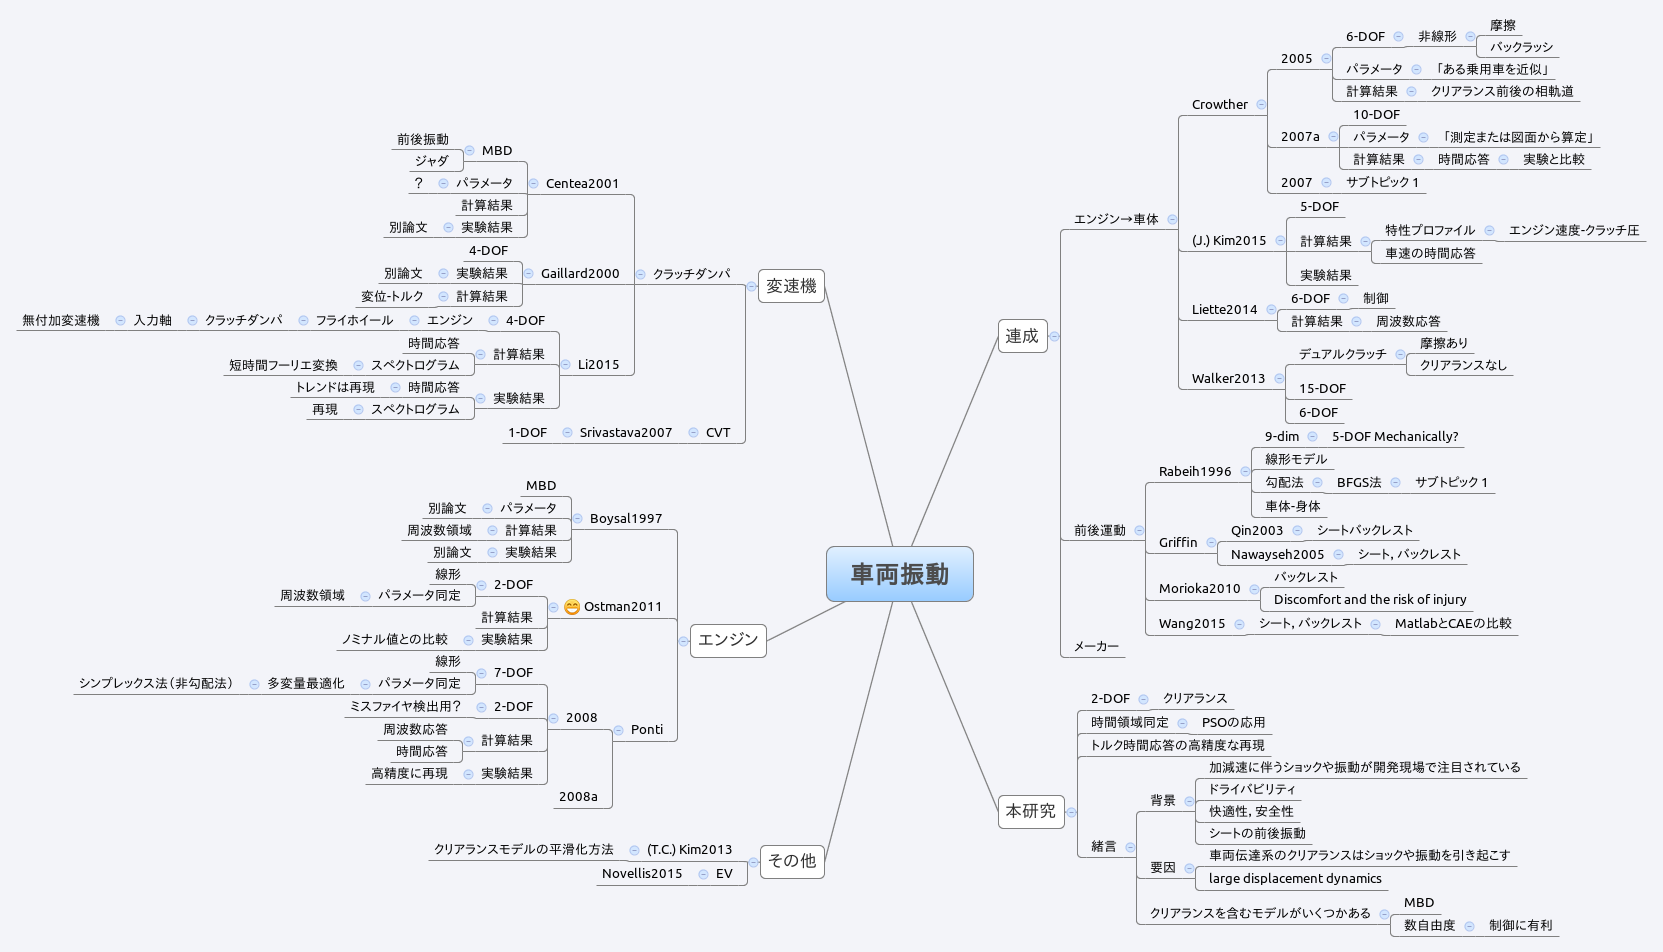 車両振動
変速機
クラッチダンパ
Centea2001
MBD
前後振動
ジャダ
パラメータ
?
計算結果
実験結果
別論文
Gaillard2000
4-DOF
実験結果
別論文
計算結果
変位-トルク
Li2015
4-DOF
エンジン
フライホイール
クラッチダンパ
入力軸
無付加変速機
計算結果
時間応答
スペクトログラム
短時間フーリエ変換
実験結果
時間応答
トレンドは再現
スペクトログラム
再現
CVT
Srivastava2007
1-DOF
エンジン
Boysal1997
MBD
パラメータ
別論文
計算結果
周波数領域
実験結果
別論文
Ostman2011
2-DOF
線形
パラメータ同定
周波数領域
計算結果
実験結果
ノミナル値との比較
Ponti
2008
7-DOF
線形
パラメータ同定
多変量最適化
シンプレックス法(非勾配法)
2-DOF
ミスファイヤ検出用?
計算結果
周波数応答
時間応答
実験結果
高精度に再現
2008a
その他
(T.C.) Kim2013
クリアランスモデルの平滑化方法
EV
Novellis2015
連成
エンジン→車体
Crowther
2005
6-DOF
非線形
摩擦
バックラッシ
パラメータ
「ある乗用車を近似」
計算結果
クリアランス前後の相軌道
2007a
10-DOF
パラメータ
「測定または図面から算定」
計算結果
時間応答
実験と比較
2007
サブトピック 1
(J.) Kim2015
5-DOF
計算結果
特性プロファイル
エンジン速度-クラッチ圧
車速の時間応答
実験結果
Liette2014
6-DOF
制御
計算結果
周波数応答
Walker2013
デュアルクラッチ
摩擦あり
クリアランスなし
15-DOF
6-DOF
前後運動
Rabeih1996
9-dim
5-DOF Mechanically?
線形モデル
勾配法
BFGS法
サブトピック 1
車体-身体
Griffin
Qin2003
シートバックレスト
Nawayseh2005
シート, バックレスト
Morioka2010
バックレスト
Discomfort and the risk of injury
Wang2015
シート, バックレスト
MatlabとCAEの比較
メーカー
本研究
2-DOF
クリアランス
時間領域同定
PSOの応用
トルク時間応答の高精度な再現
緒言
背景
加減速に伴うショックや振動が開発現場で注目されている
ドライバビリティ
快適性, 安全性
シートの前後振動
要因
車両伝達系のクリアランスはショックや振動を引き起こす
large displacement dynamics
クリアランスを含むモデルがいくつかある
MBD
数自由度
制御に有利